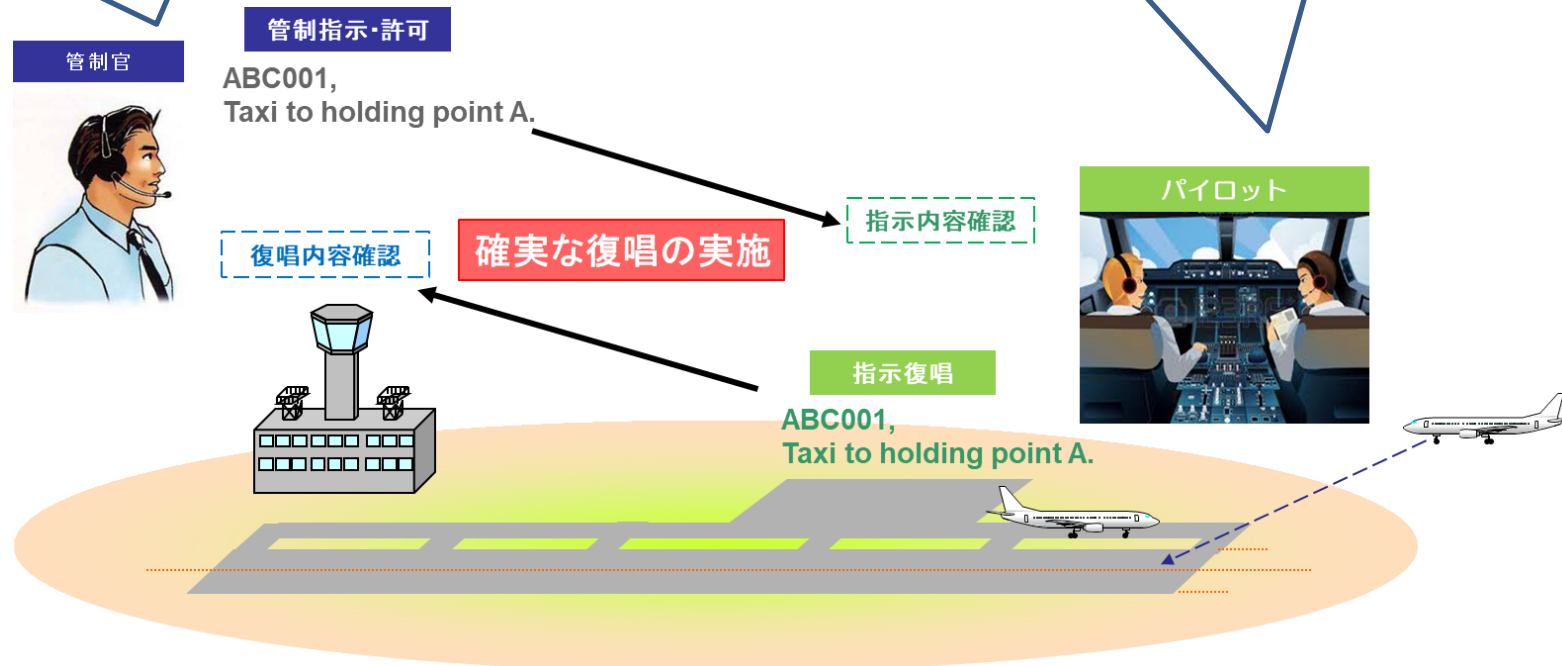 管制指示・許可
管制官
ABC001,
Taxi to holding point A.
パイロット
指示内容確認
確実な復唱の実施
復唱内容確認
指示復唱
ABC001,
Taxi to holding point A.